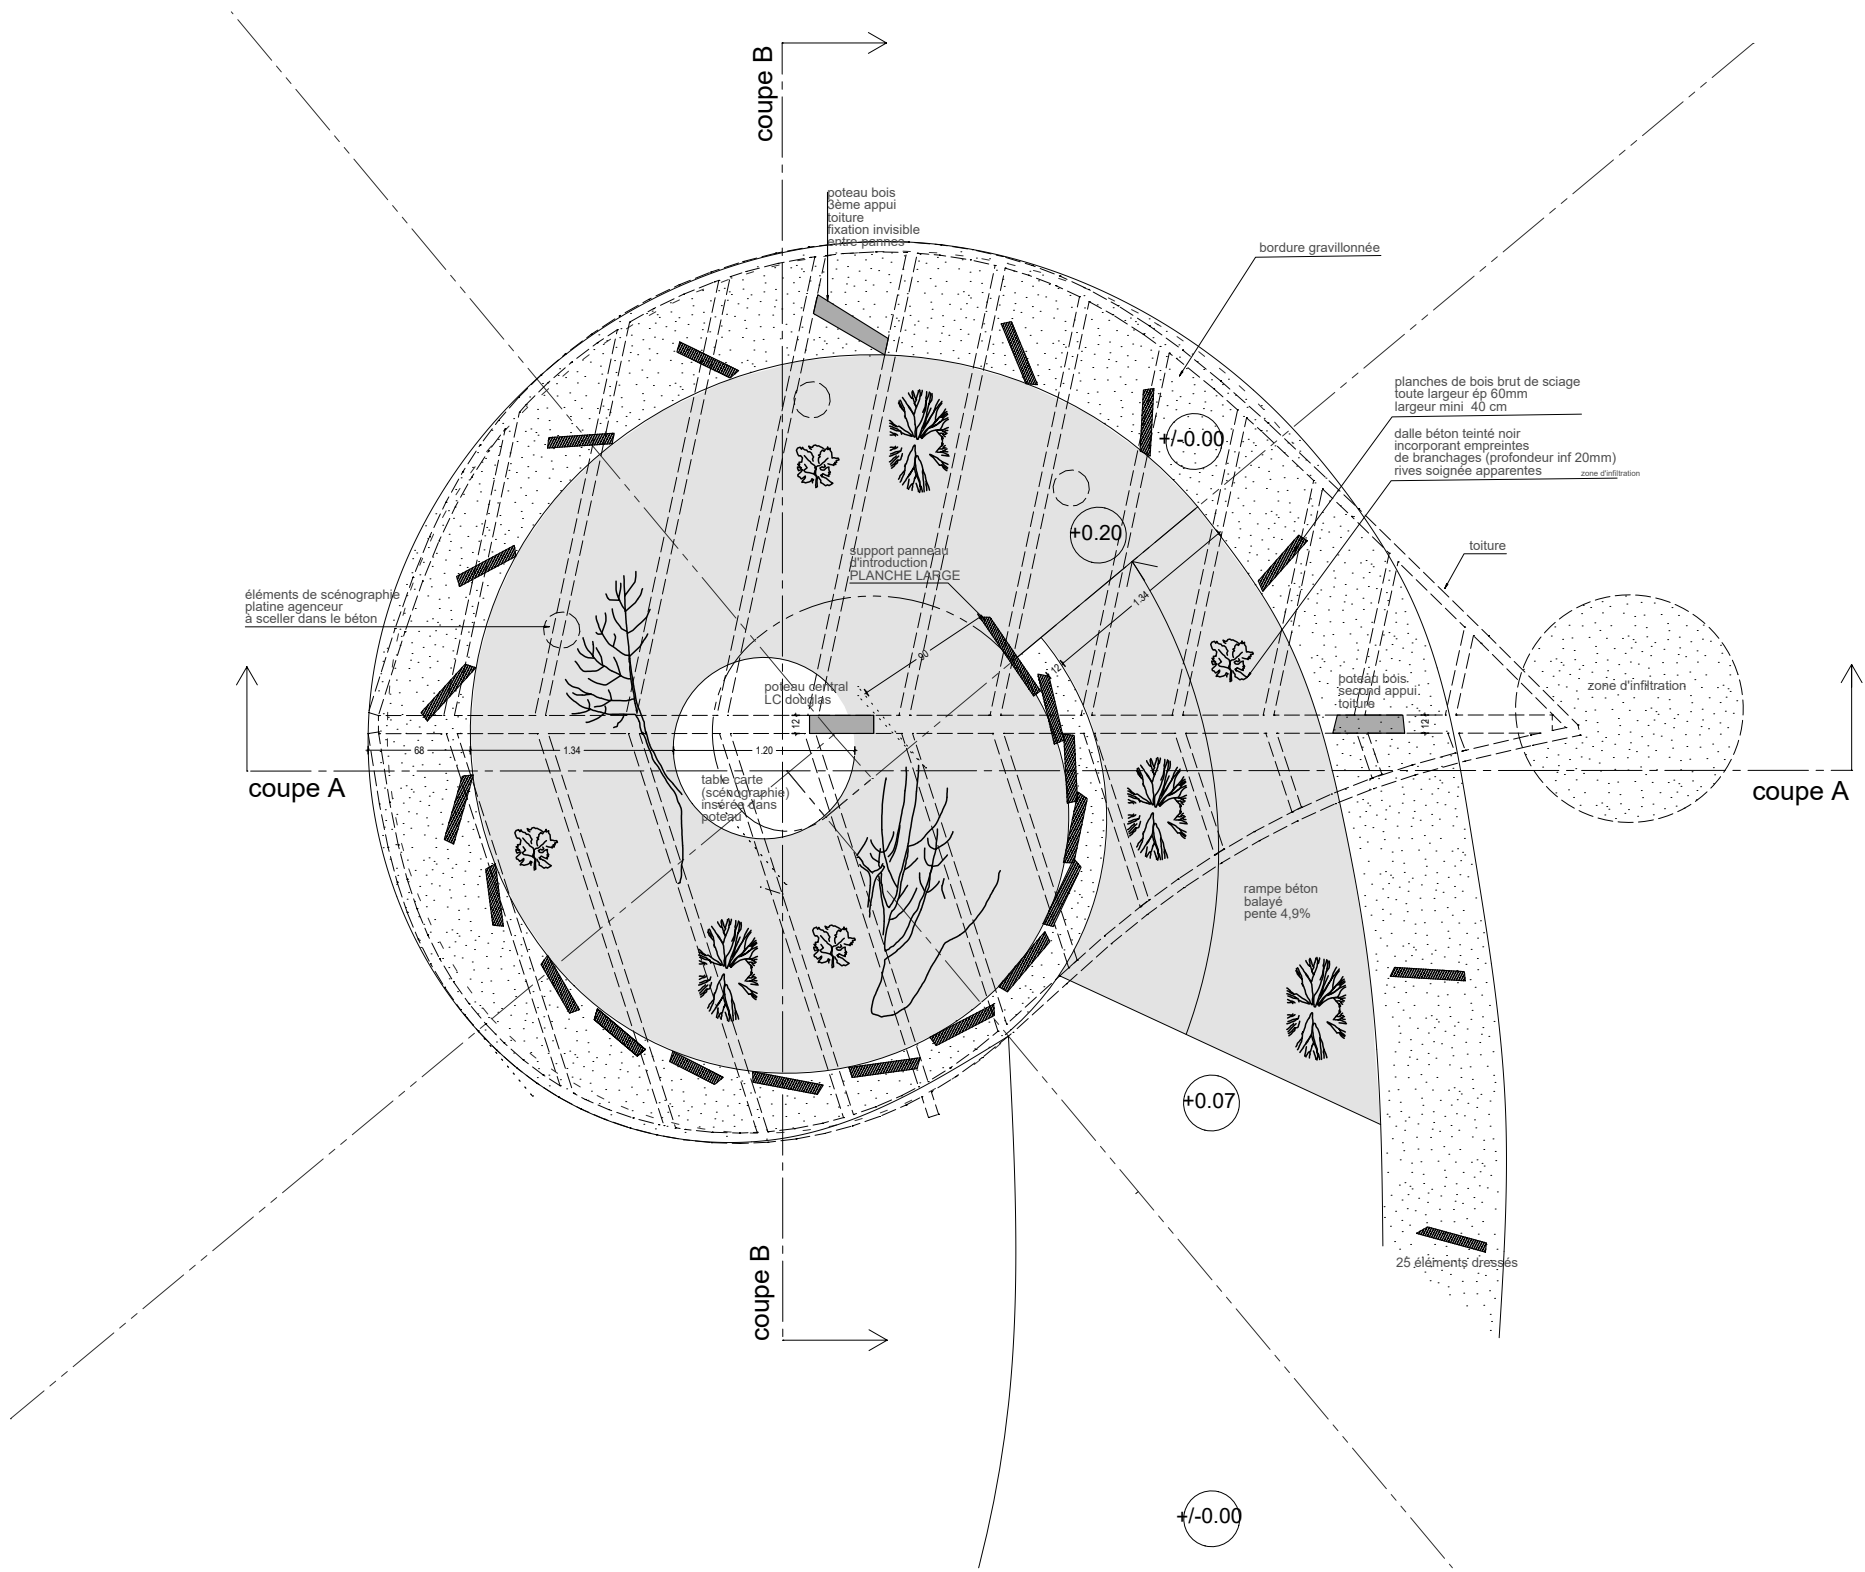 coupe B
poteau bois
3ème appui
toiture
fixation invisible
entre pannes
bordure gravillonnée
planches de bois brut de sciage
toute largeur ép 60mm
largeur mini 40 cm
dalle béton teinté noir
incorporant empreintes
de branchages (profondeur inf 20mm)
rives soignée apparentes
zone d'infiltration
+/-0.00
+0.20
toiture
support panneau
d'introduction
PLANCHE LARGE
éléments de scénographie
platine agenceur
à sceller dans le béton
1.34
90
12
poteau central
LC douglas
12
poteau bois
second appui
toiture
12
zone d'infiltration
68
1.34
1.20
coupe A
coupe A
table carte
(scénographie)
insérée dans
poteau
rampe béton
balayé
pente 4,9%
+0.07
25 éléments dressés
coupe B
+/-0.00